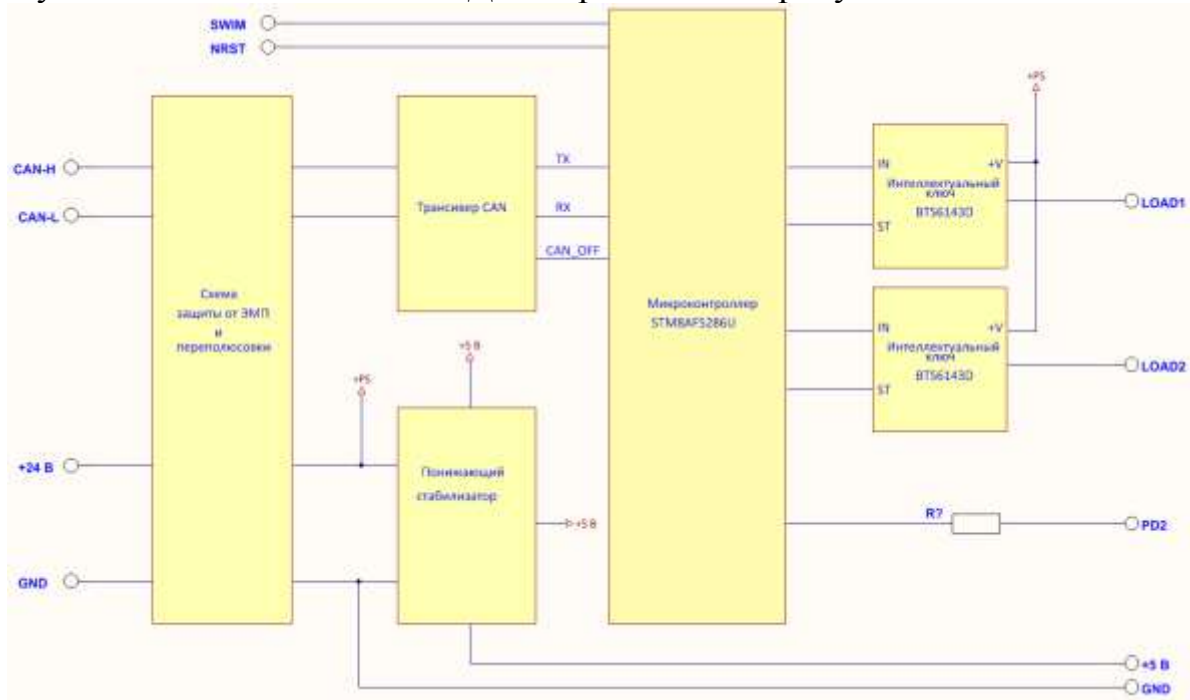 SWIM
NRST
+PS
CAN-H
TX
IN
+V
Интеллектуальный
ключ
BTS6143D
LOAD1
CAN-L
Трансивер CAN
RX
ST
CAN_OFF
Схема
защиты от ЭМП
и
переполюсовки
Микроконтроллер
STM8AF5286U
IN
+V
Интеллектуальный
ключ
BTS6143D
LOAD2
ST
+5 В
+PS
+24 В
Понижающий
стабилизатор
+5 В
R?
PD2
GND
+5 В
GND